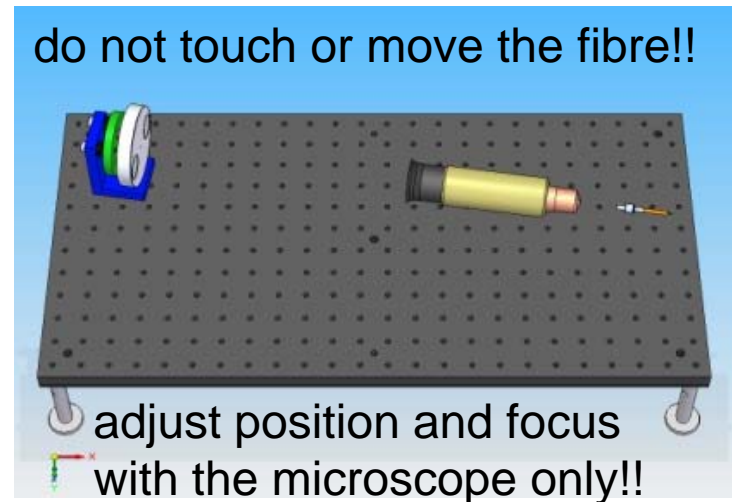 do not touch or move the fibre!!
adjust position and focus
with the microscope only!!